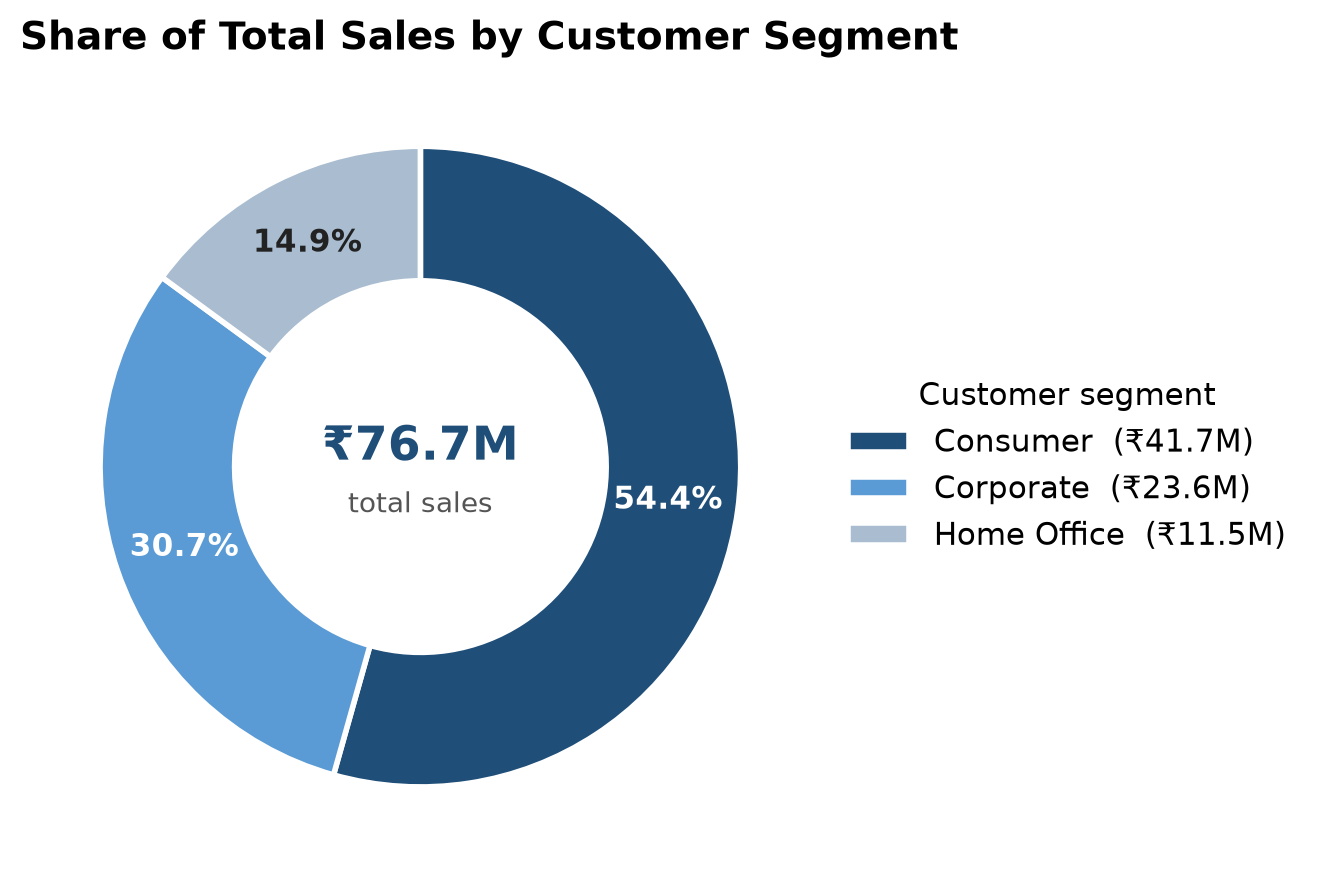 Share of Total Sales by Customer Segment
14.9%
₹76.7M
total sales
54.4%
30.7%
Customer segment
Consumer (₹41.7M)
Corporate (₹23.6M)
Home Office (₹11.5M)